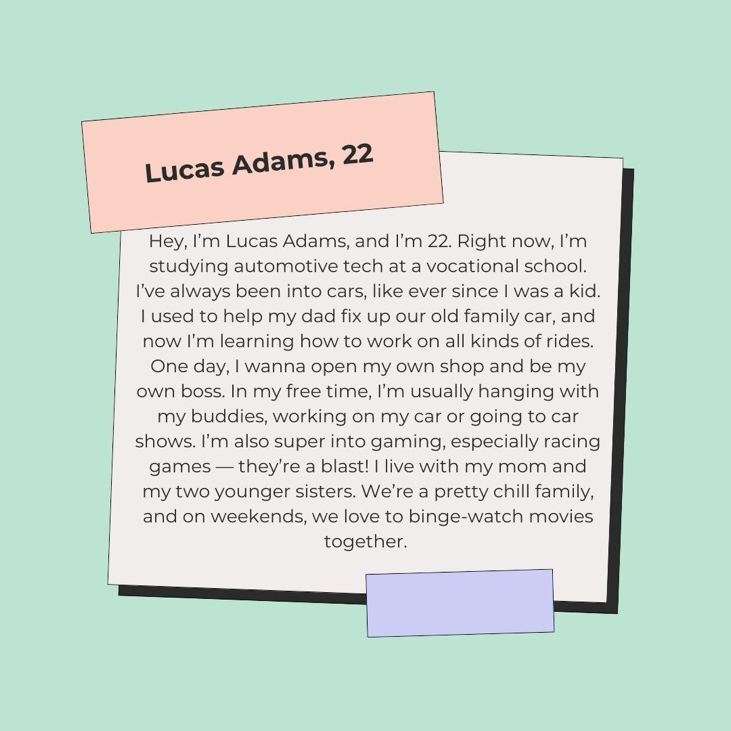 Lucas Adams, 22
Hey, I’m Lucas Adams, and I’m 22. Right now, I’m
studying automotive tech at a vocational school.
I’ve always been into cars, like ever since I was a kid.
I used to help my dad fix up our old family car, and
now I’m learning how to work on all kinds of rides.
One day, I wanna open my own shop and be my
own boss. In my free time, I’m usually hanging with
my buddies, working on my car or going to car
shows. I’m also super into gaming, especially racing
games — they’re a blast! I live with my mom and
my two younger sisters. We’re a pretty chill family,
and on weekends, we love to binge-watch movies
together.